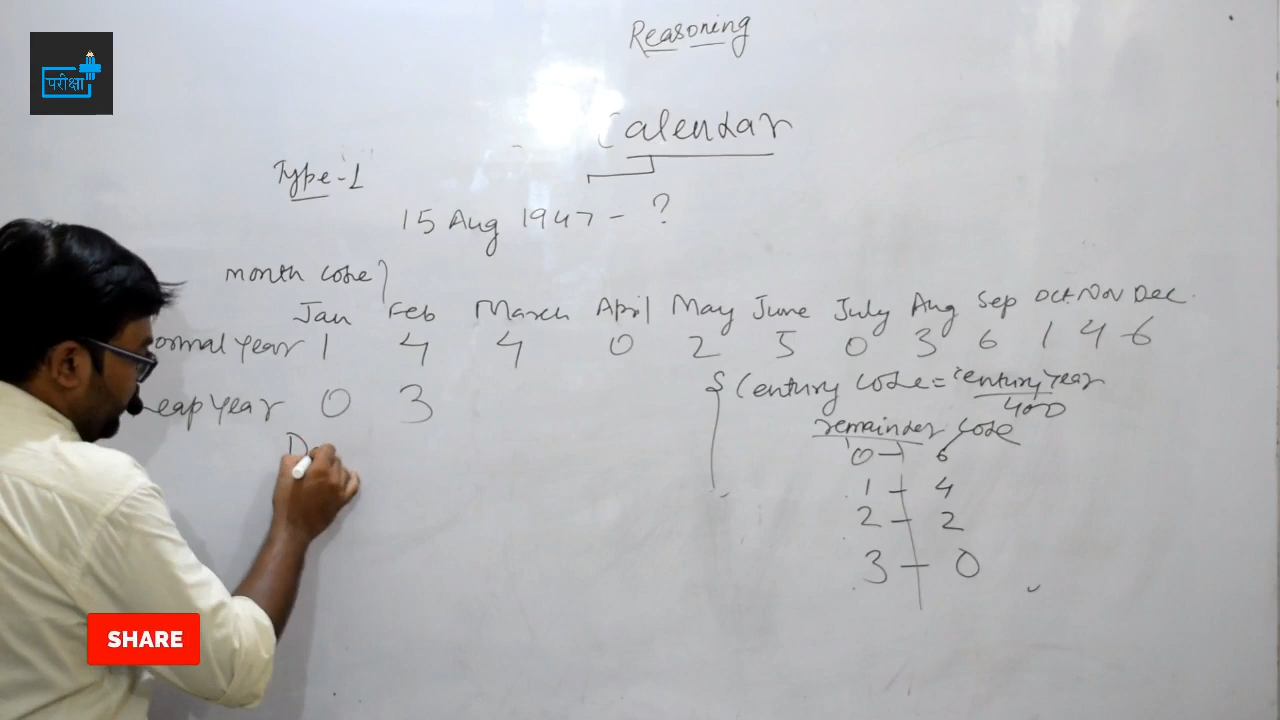 Reasoning
परीक्षा
Calendar
Type-1
15 Aug 1947 - ?
month code}
Jan Feb March April May June July Aug Sep Oct Nov Dec
ormal year 1 4 4 0 2 5 0 3 6 1 4 6
{ Century code = Century year
400
eap year 0 3
remainder code
D
0 - 6
1 - 4
2 - 2
3 - 0
SHARE